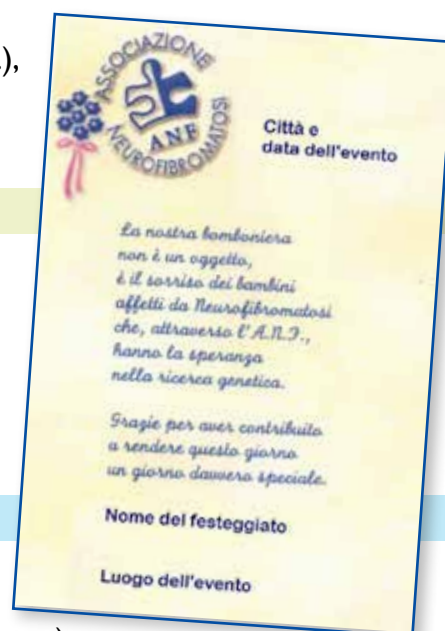 ),
ASSOCIAZIONE
NEUROFIBROMATOSI
ANF
Città e
data dell'evento
La nostra bomboniera
non è un oggetto,
è il sorriso dei bambini
affetti da Neurofibromatosi
che, attraverso l'A.N.F.,
hanno la speranza
nella ricerca genetica.
Grazie per aver contribuito
a rendere questo giorno
un giorno davvero speciale.
Nome del festeggiato
Luogo dell'evento